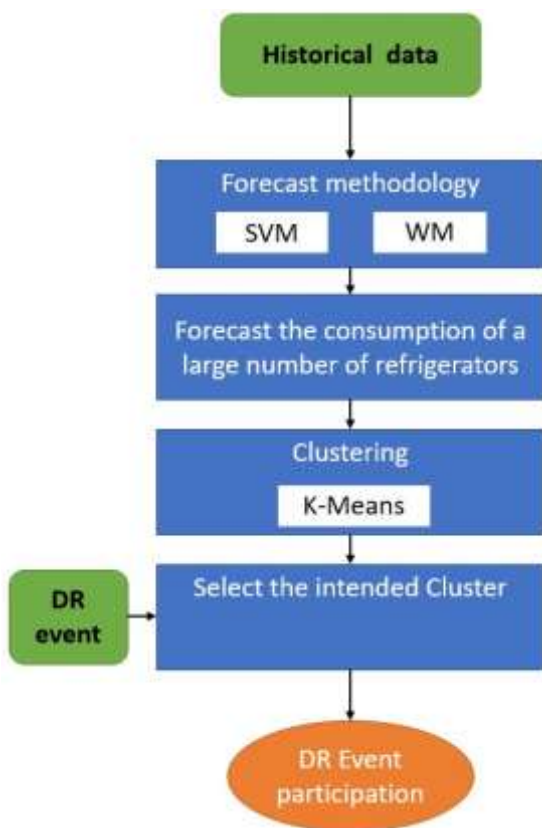 Historical data
Forecast methodology
SVM
WM
Forecast the consumption of a
large number of refrigerators
Clustering
K-Means
Select the intended Cluster
DR
event
DR Event
participation